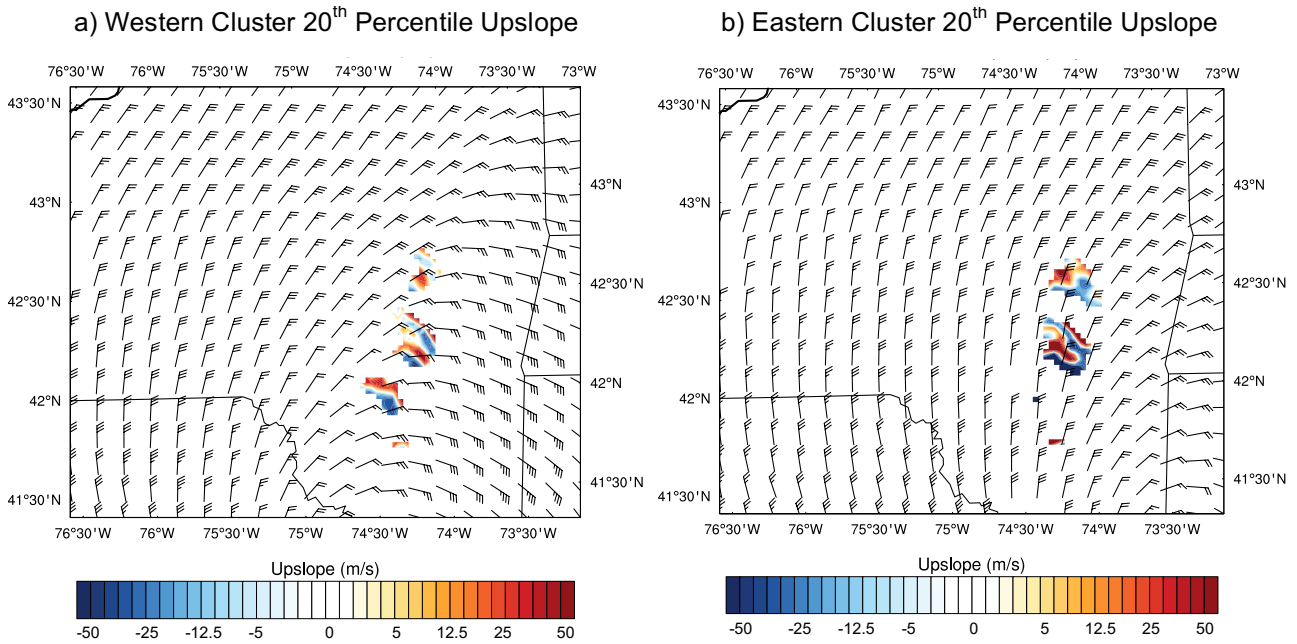 a) Western Cluster 20th Percentile Upslope
b) Eastern Cluster 20th Percentile Upslope
76°30'W 76°W 75°30'W 75°W 74°30'W 74°W 73°30'W 73°W
76°30'W 76°W 75°30'W 75°W 74°30'W 74°W 73°30'W 73°W
43°30'N
43°N
42°30'N
42°N
41°30'N
43°N
42°30'N
42°N
41°30'N
43°30'N
43°N
42°30'N
42°N
41°30'N
43°N
42°30'N
42°N
41°30'N
76°30'W 76°W 75°30'W 75°W 74°30'W 74°W 73°30'W
76°30'W 76°W 75°30'W 75°W 74°30'W 74°W 73°30'W
Upslope (m/s)
Upslope (m/s)
-50 -25 -12.5 -5 0 5 12.5 25 50
-50 -25 -12.5 -5 0 5 12.5 25 50